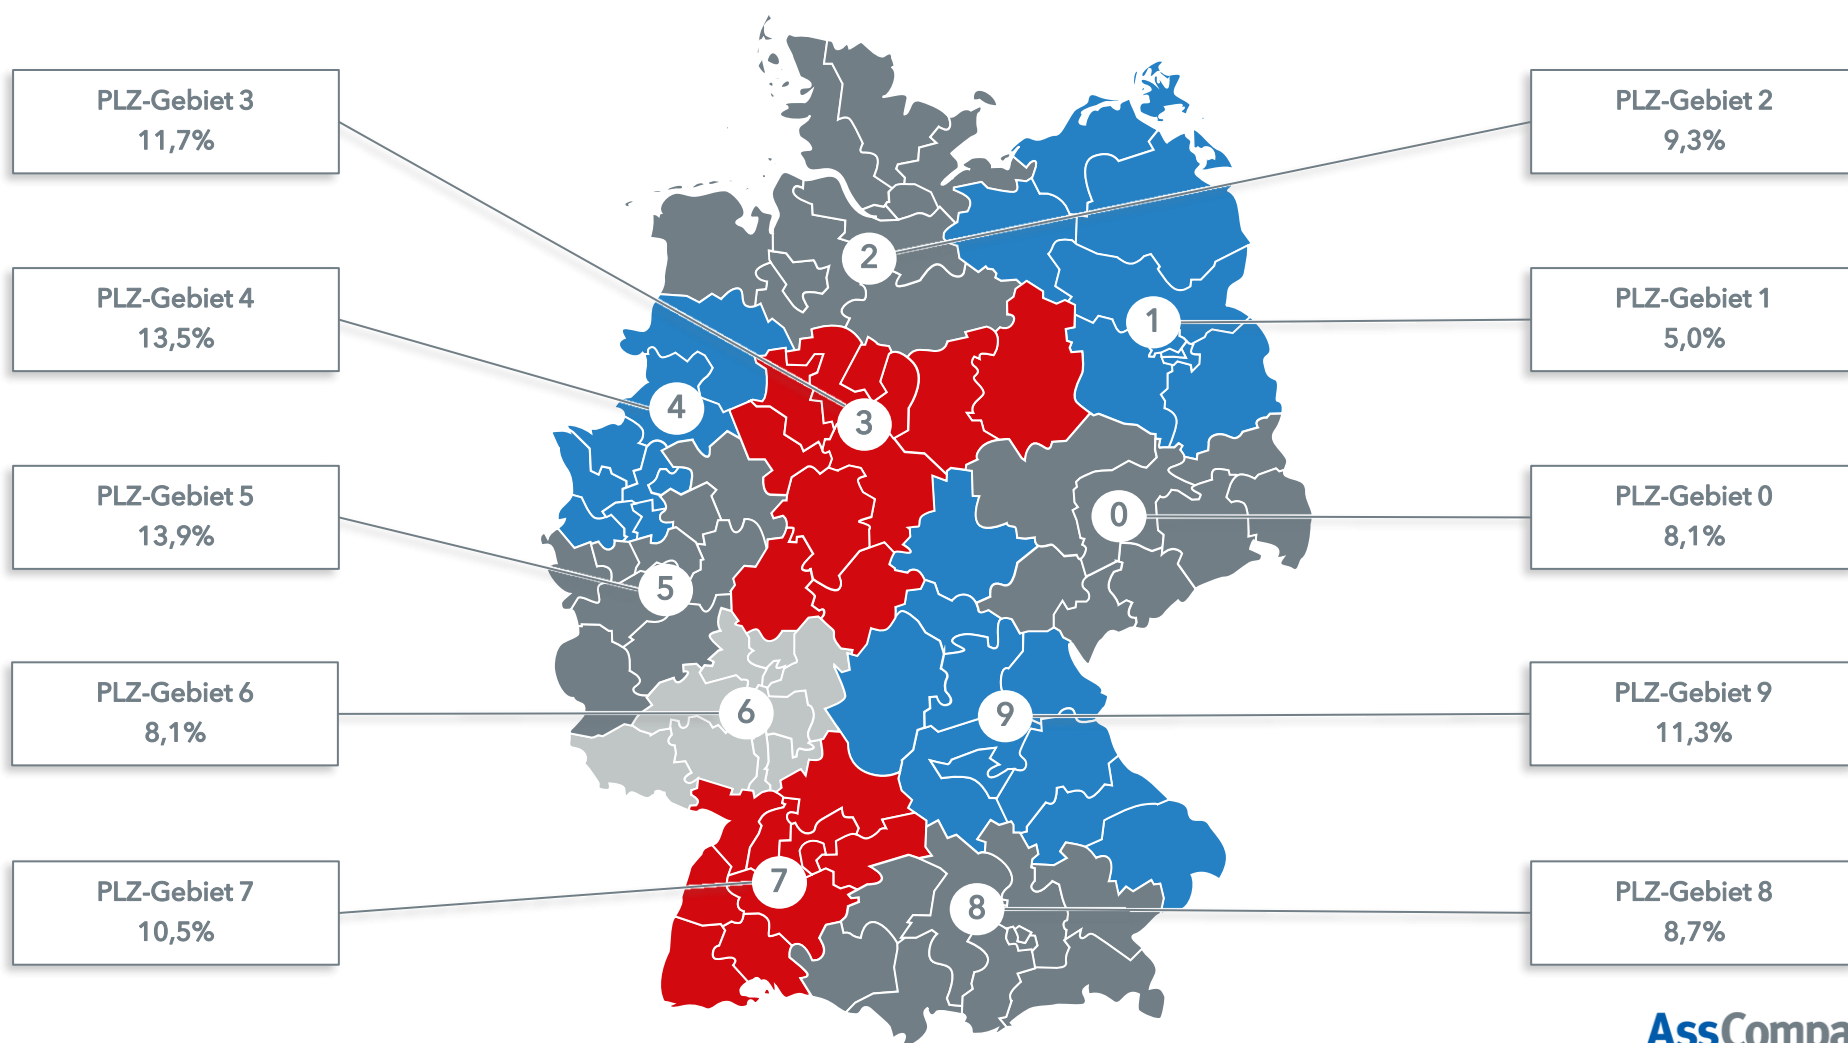 PLZ-Gebiet 3
11,7%
PLZ-Gebiet 4
13,5%
PLZ-Gebiet 5
13,9%
PLZ-Gebiet 6
8,1%
PLZ-Gebiet 7
10,5%
2
1
3
4
0
5
6
9
7
8
PLZ-Gebiet 2
9,3%
PLZ-Gebiet 1
5,0%
PLZ-Gebiet 0
8,1%
PLZ-Gebiet 9
11,3%
PLZ-Gebiet 8
8,7%
AssCompa